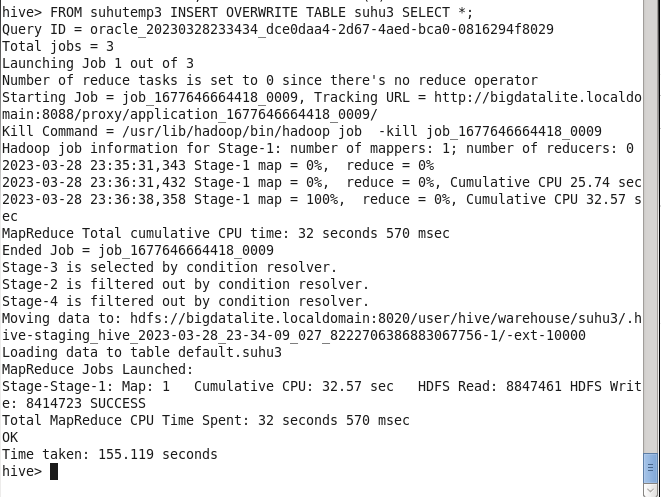 hive> FROM suhutemp3 INSERT OVERWRITE TABLE suhu3 SELECT *;
Query ID = oracle_20230328233434_dce0daa4-2d67-4aed-bca0-0816294f8029
Total jobs = 3
Launching Job 1 out of 3
Number of reduce tasks is set to 0 since there's no reduce operator
Starting Job = job_1677646664418_0009, Tracking URL = http://bigdatalite.localdo
main:8088/proxy/application_1677646664418_0009/
Kill Command = /usr/lib/hadoop/bin/hadoop job  -kill job_1677646664418_0009
Hadoop job information for Stage-1: number of mappers: 1; number of reducers: 0
2023-03-28 23:35:31,343 Stage-1 map = 0%,  reduce = 0%
2023-03-28 23:36:31,432 Stage-1 map = 0%,  reduce = 0%, Cumulative CPU 25.74 sec
2023-03-28 23:36:38,358 Stage-1 map = 100%,  reduce = 0%, Cumulative CPU 32.57 s
ec
MapReduce Total cumulative CPU time: 32 seconds 570 msec
Ended Job = job_1677646664418_0009
Stage-3 is selected by condition resolver.
Stage-2 is filtered out by condition resolver.
Stage-4 is filtered out by condition resolver.
Moving data to: hdfs://bigdatalite.localdomain:8020/user/hive/warehouse/suhu3/.h
ive-staging_hive_2023-03-28_23-34-09_027_8222706386883067756-1/-ext-10000
Loading data to table default.suhu3
MapReduce Jobs Launched:
Stage-Stage-1: Map: 1   Cumulative CPU: 32.57 sec   HDFS Read: 8847461 HDFS Writ
e: 8414723 SUCCESS
Total MapReduce CPU Time Spent: 32 seconds 570 msec
OK
Time taken: 155.119 seconds
hive>